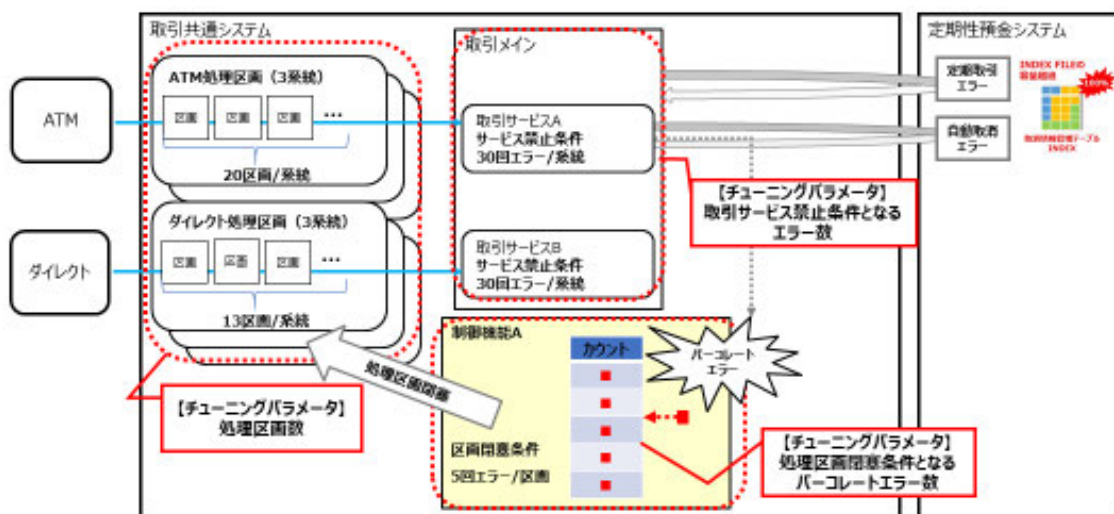 取引共通システム
定期性預金システム
ATM処理区画（3系統）
区画
区画
区画
…
20区画/系統
取引メイン
ATM
取引サービスA
サービス禁止条件
30回エラー/系統
定期取引
エラー
INDEX FILEの
容量超過
100%
自動取消
エラー
INDEX
【チューニングパラメータ】
取引サービス禁止条件となる
エラー数
ダイレクト
ダイレクト処理区画（3系統）
区画
区画
区画
…
13区画/系統
取引サービスB
サービス禁止条件
30回エラー/系統
処理区画閉塞
制御機能A
カウント
パーコレート
エラー
区画閉塞条件
5回エラー/区画
【チューニングパラメータ】
処理区画数
【チューニングパラメータ】
処理区画閉塞条件となる
パーコレートエラー数